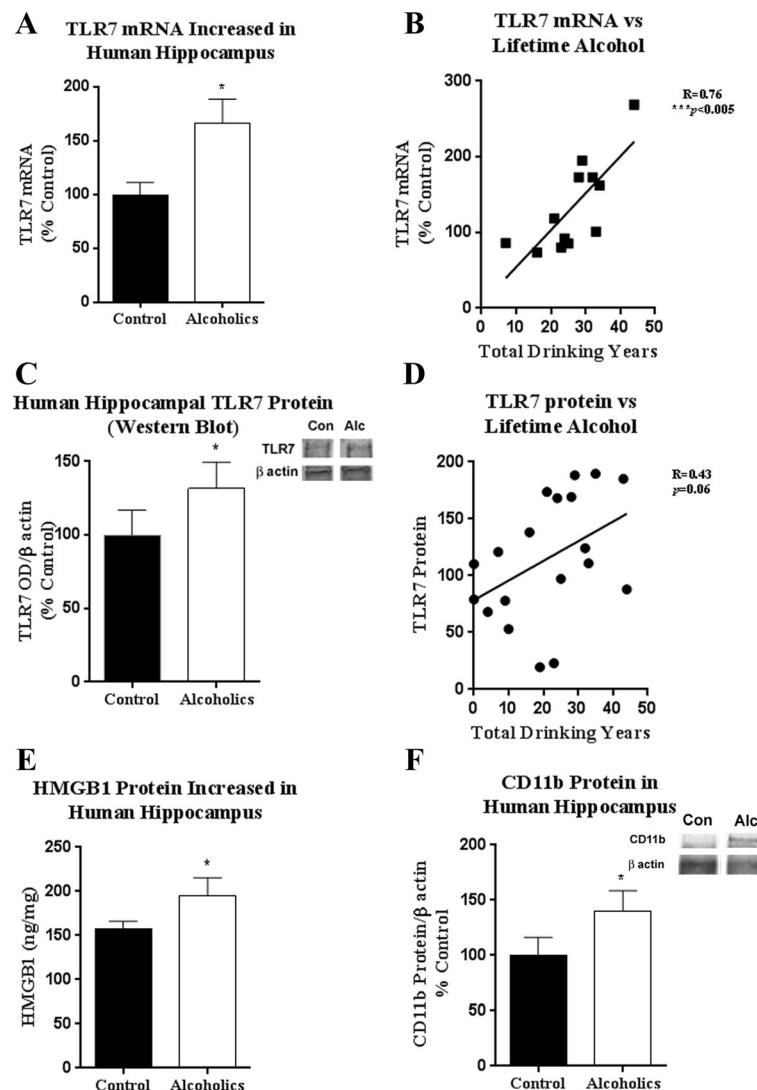 A
TLR7 mRNA Increased in
Human Hippocampus
TLR7 mRNA
(% Control)
200
150
100
50
0
*
Control
Alcoholics
B
TLR7 mRNA vs
Lifetime Alcohol
TLR7 mRNA
(% Control)
300
200
100
0
0
10
20
30
40
50
Total Drinking Years
R=0.76
***p<0.005
C
Human Hippocampal TLR7 Protein
(Western Blot)
Con
Alc
TLR7
β actin
TLR7 OD/β actin
(% Control)
150
100
50
0
*
Control
Alcoholics
D
TLR7 protein vs
Lifetime Alcohol
TLR7 Protein
200
150
100
50
0
0
10
20
30
40
50
Total Drinking Years
R=0.43
p=0.06
E
HMGB1 Protein Increased in
Human Hippocampus
HMGB1 (ng/mg)
250
200
150
100
50
0
*
Control
Alcoholics
F
CD11b Protein in
Human Hippocampus
Con
Alc
CD11b
β actin
CD11b Protein/β actin
% Control
200
150
100
50
0
*
Control
Alcoholics